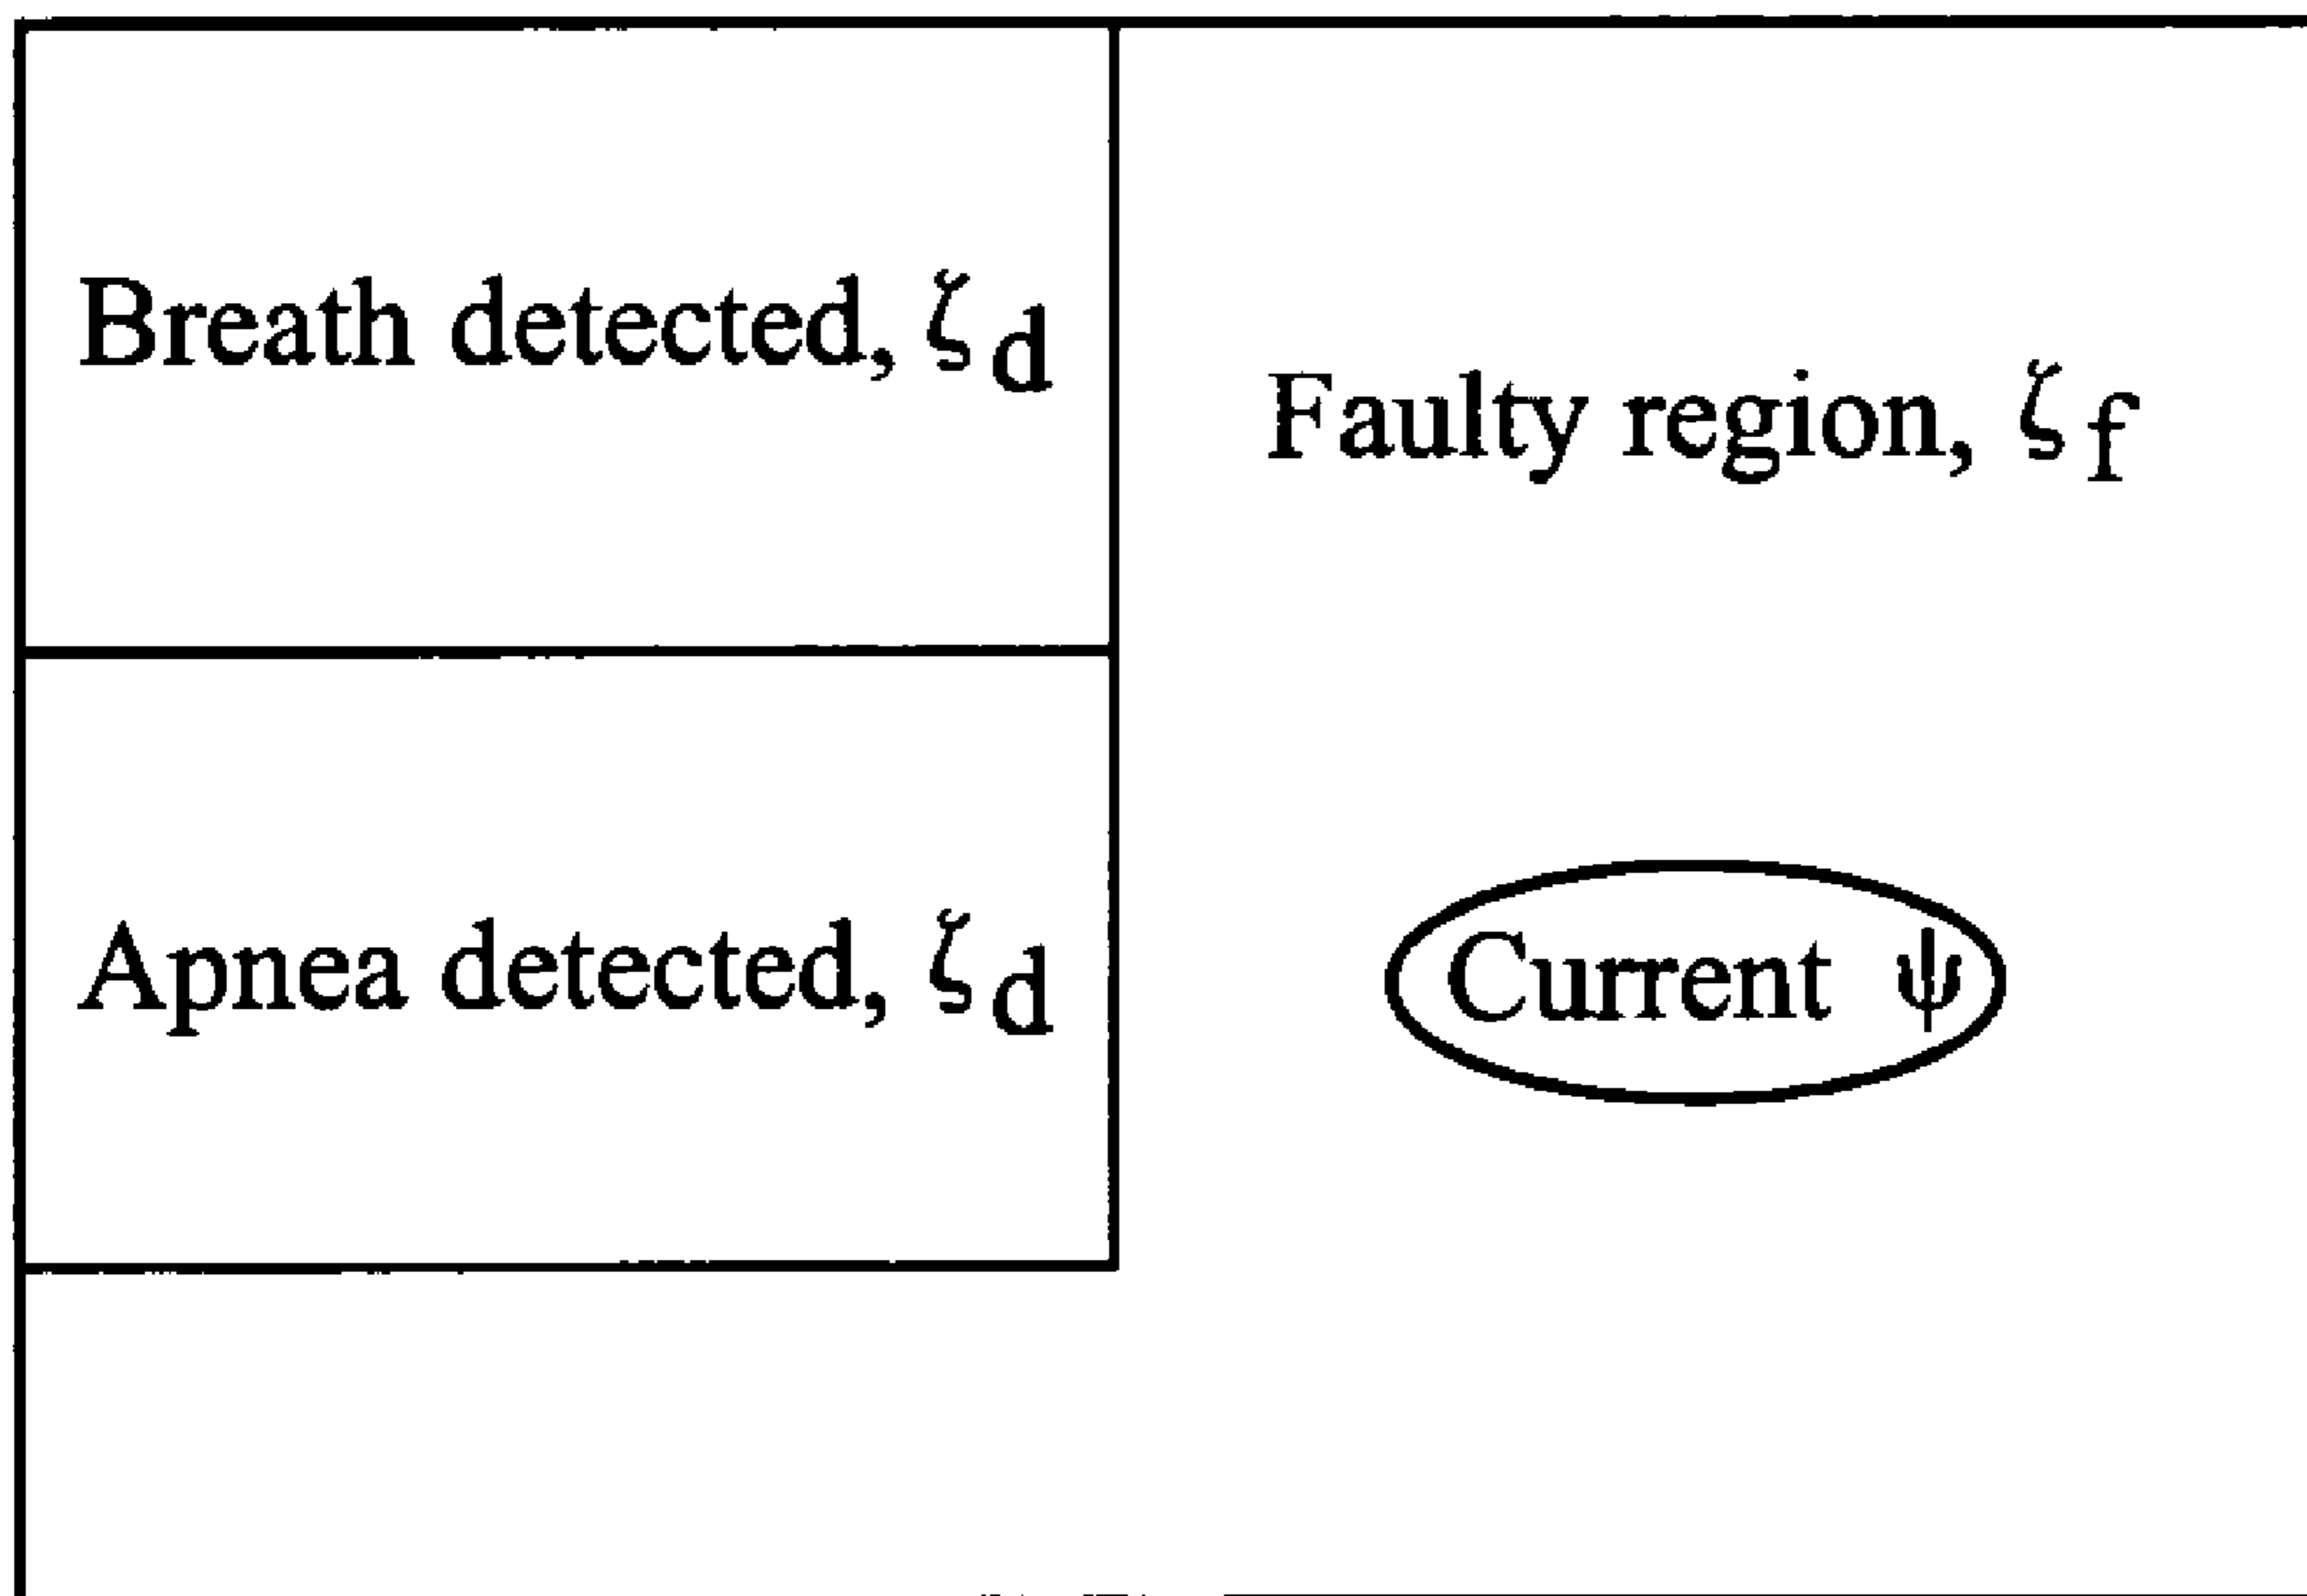 Breath detected, ζd
Faulty region, ζf
Apnea detected, ζd
Current ψ